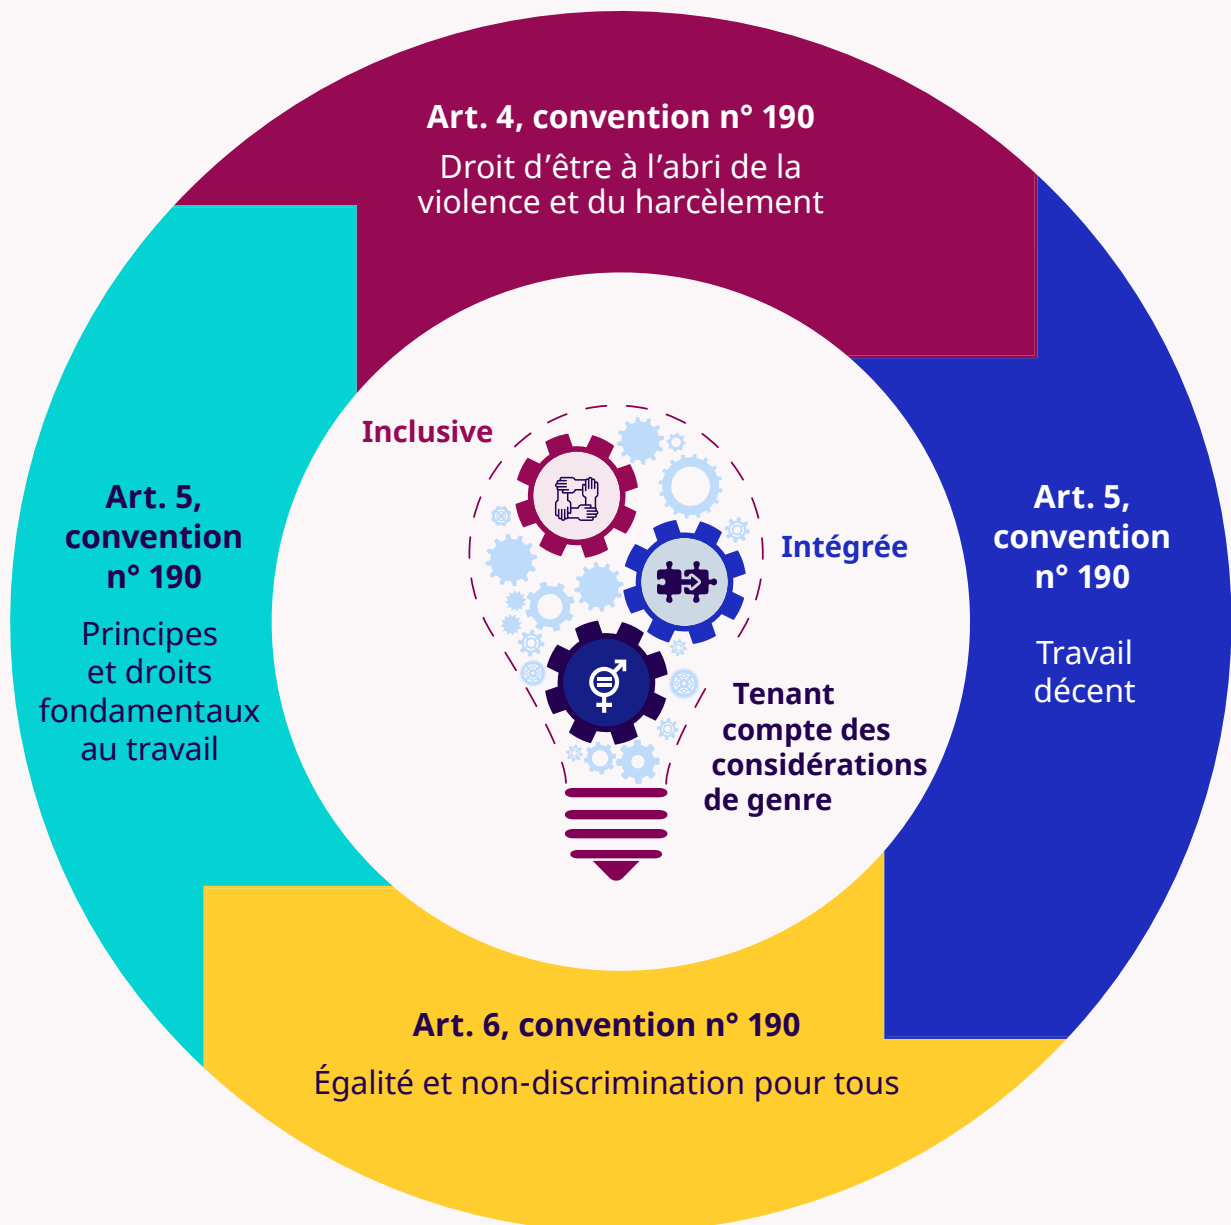 Art. 4, convention n° 190
Droit d’être à l’abri de la
violence et du harcèlement
Inclusive
Intégrée
Tenant
compte des
considérations
de genre
Art. 5,
convention
n° 190
Principes
et droits
fondamentaux
au travail
Art. 5,
convention
n° 190
Travail
décent
Art. 6, convention n° 190
Égalité et non-discrimination pour tous